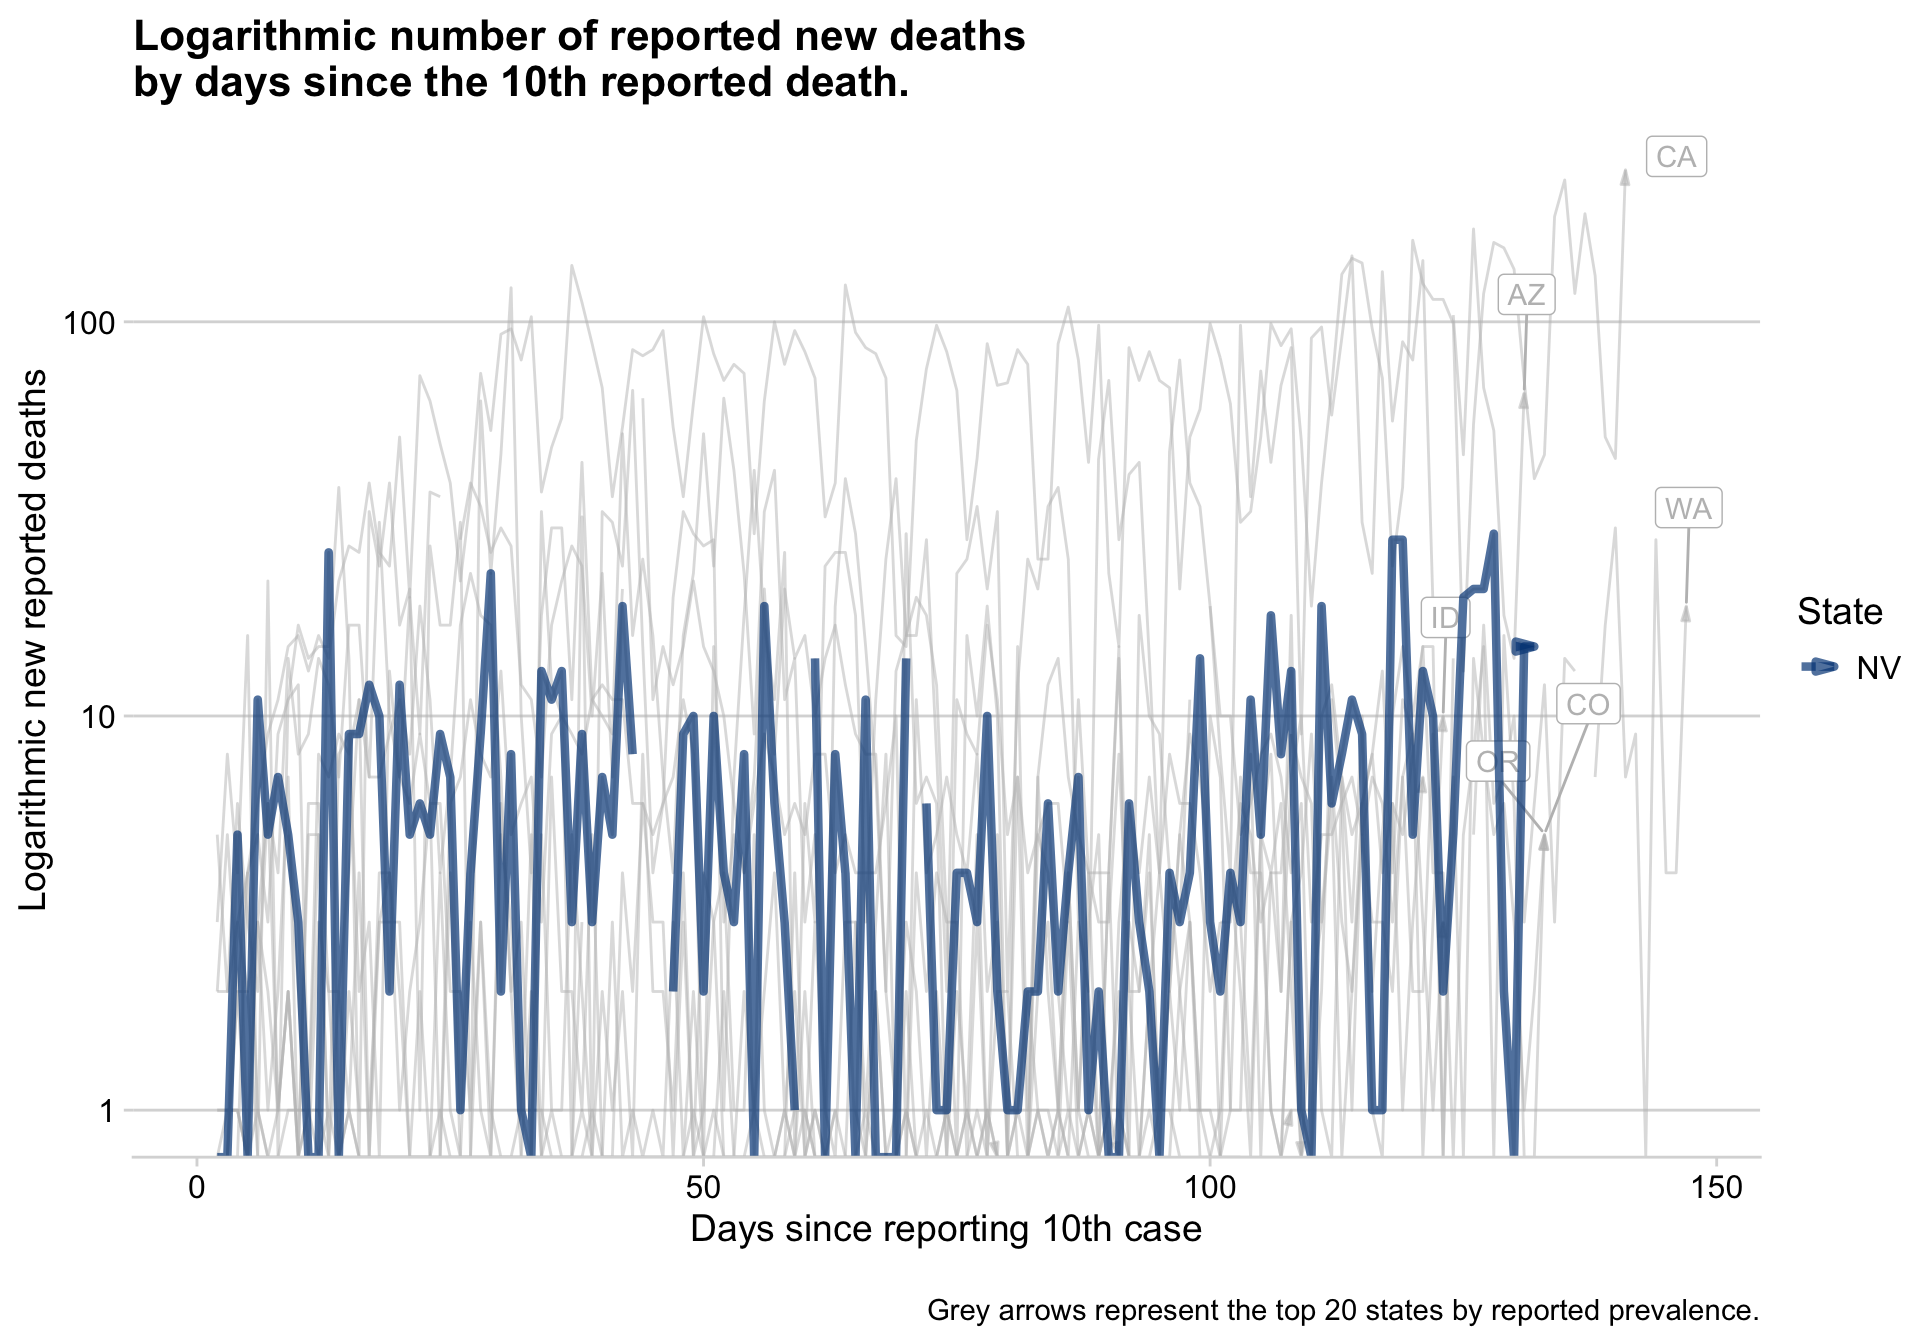 Logarithmic number of reported new deaths
by days since the 10th reported death.
CA
AZ
100
WA
Logarithmic new reported deaths
ID
State
NV
CO
10
OR
1
0
50
100
150
Days since reporting 10th case
Grey arrows represent the top 20 states by reported prevalence.